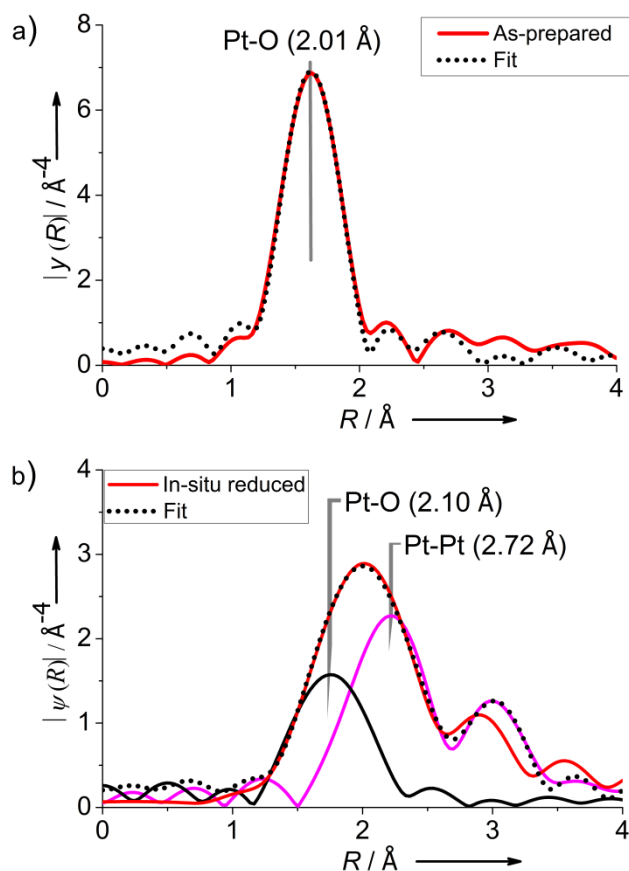 a)
Pt-O (2.01 Å)
As-prepared
Fit
8
6
4
2
0
|y(R)| / Å⁻⁴
0 1 2 3 4
R / Å
b)
In-situ reduced
Fit
Pt-O (2.10 Å)
Pt-Pt (2.72 Å)
4
3
2
1
0
|ψ(R)| / Å⁻⁴
0 1 2 3 4
R / Å